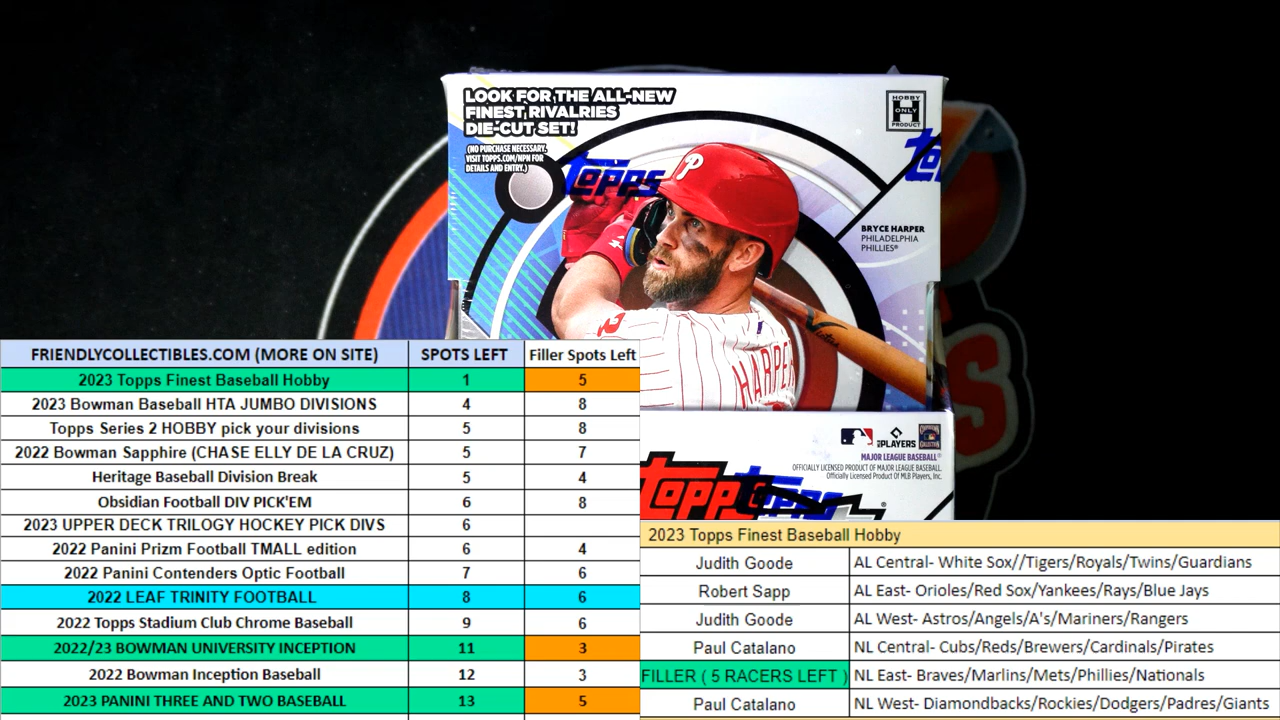 LOOK FOR THE ALL-NEW
FINEST RIVALRIES
DIE-CUT SET!
(NO PURCHASE NECESSARY.
VISIT TOPPS.COM/NPN FOR
DETAILS AND ENTRY.)
HOBBY
H
ONLY
PRODUCT
topps
BRYCE HARPER
PHILADELPHIA
PHILLIES®
HARPER
PLAYERS
MAJOR LEAGUE BASEBALL®
OFFICIALLY LICENSED PRODUCT OF MAJOR LEAGUE BASEBALL.
Officially Licensed Product Of MLB Players, Inc.
FRIENDLYCOLLECTIBLES.COM (MORE ON SITE) SPOTS LEFT Filler Spots Left
2023 Topps Finest Baseball Hobby 1 5
2023 Bowman Baseball HTA JUMBO DIVISIONS 4 8
Topps Series 2 HOBBY pick your divisions 5 8
2022 Bowman Sapphire (CHASE ELLY DE LA CRUZ) 5 7
Heritage Baseball Division Break 5 4
Obsidian Football DIV PICK'EM 6 8
2023 UPPER DECK TRILOGY HOCKEY PICK DIVS 6
2022 Panini Prizm Football TMALL edition 6 4
2022 Panini Contenders Optic Football 7 6
2022 LEAF TRINITY FOOTBALL 8 6
2022 Topps Stadium Club Chrome Baseball 9 6
2022/23 BOWMAN UNIVERSITY INCEPTION 11 3
2022 Bowman Inception Baseball 12 3
2023 PANINI THREE AND TWO BASEBALL 13 5
2023 Topps Finest Baseball Hobby
Judith Goode AL Central- White Sox//Tigers/Royals/Twins/Guardians
Robert Sapp AL East- Orioles/Red Sox/Yankees/Rays/Blue Jays
Judith Goode AL West- Astros/Angels/A's/Mariners/Rangers
Paul Catalano NL Central- Cubs/Reds/Brewers/Cardinals/Pirates
FILLER ( 5 RACERS LEFT ) NL East- Braves/Marlins/Mets/Phillies/Nationals
Paul Catalano NL West- Diamondbacks/Rockies/Dodgers/Padres/Giants